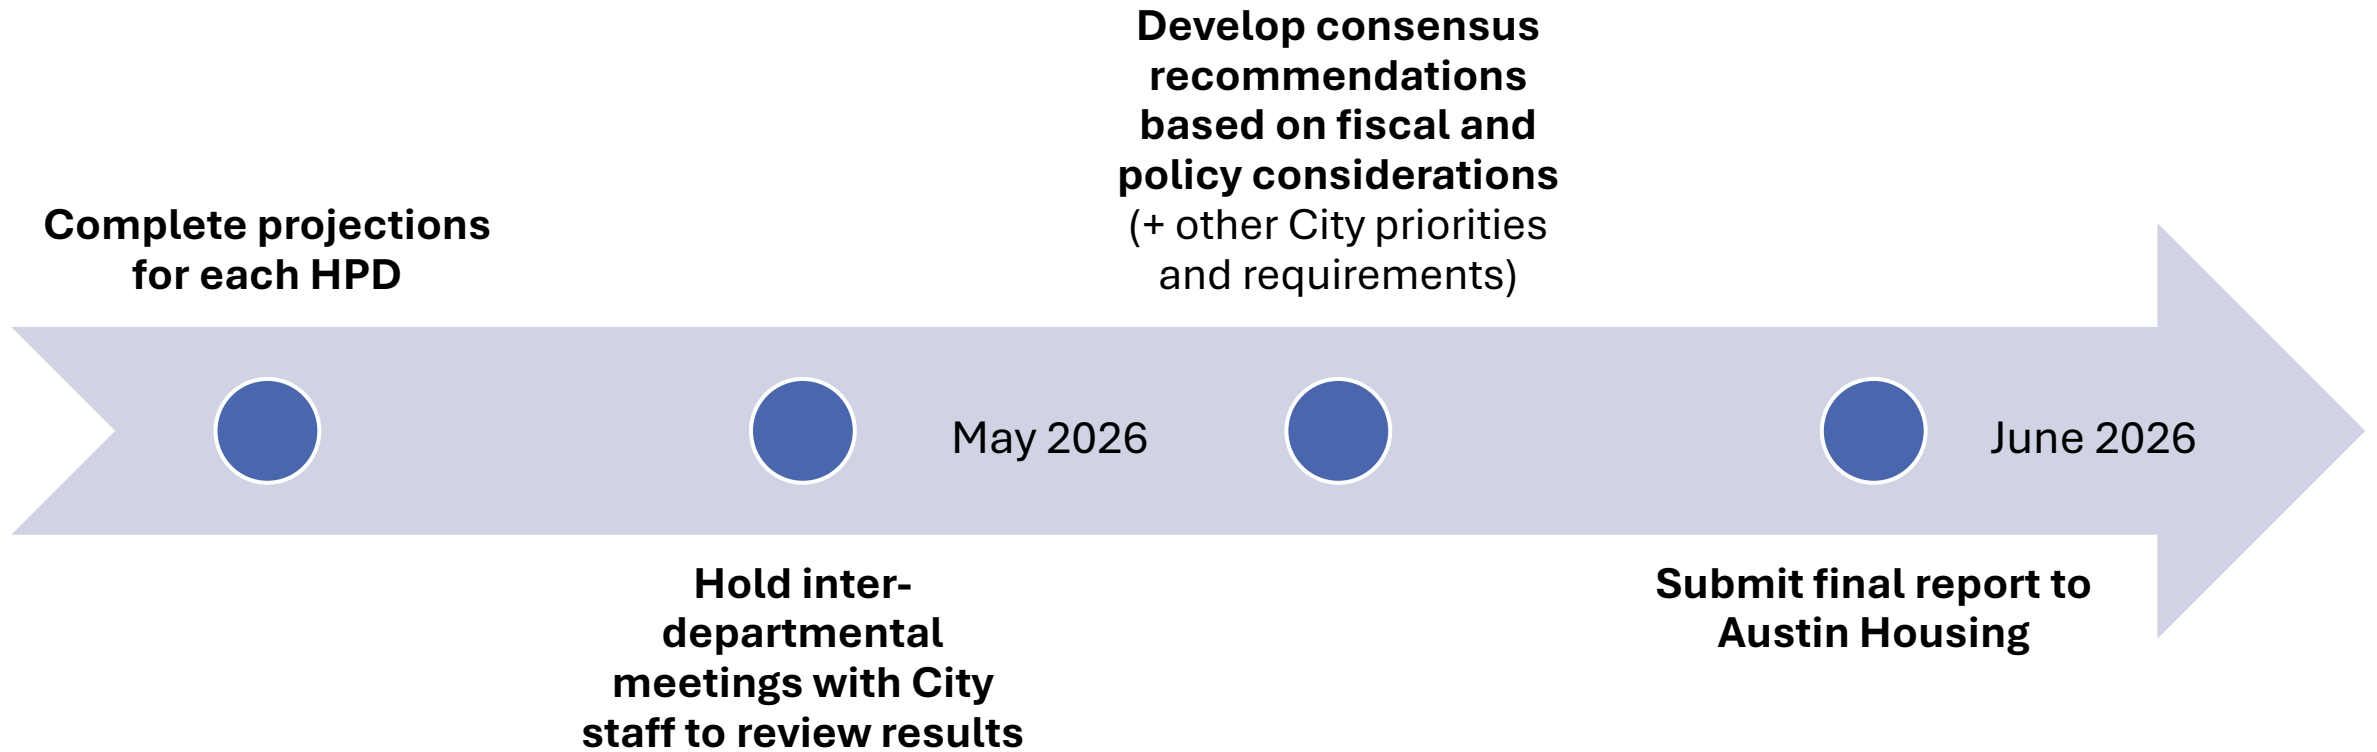 Complete projections
for each HPD
Hold inter-
departmental
meetings with City
staff to review results
May 2026
Develop consensus
recommendations
based on fiscal and
policy considerations
(+ other City priorities
and requirements)
Submit final report to
Austin Housing
June 2026